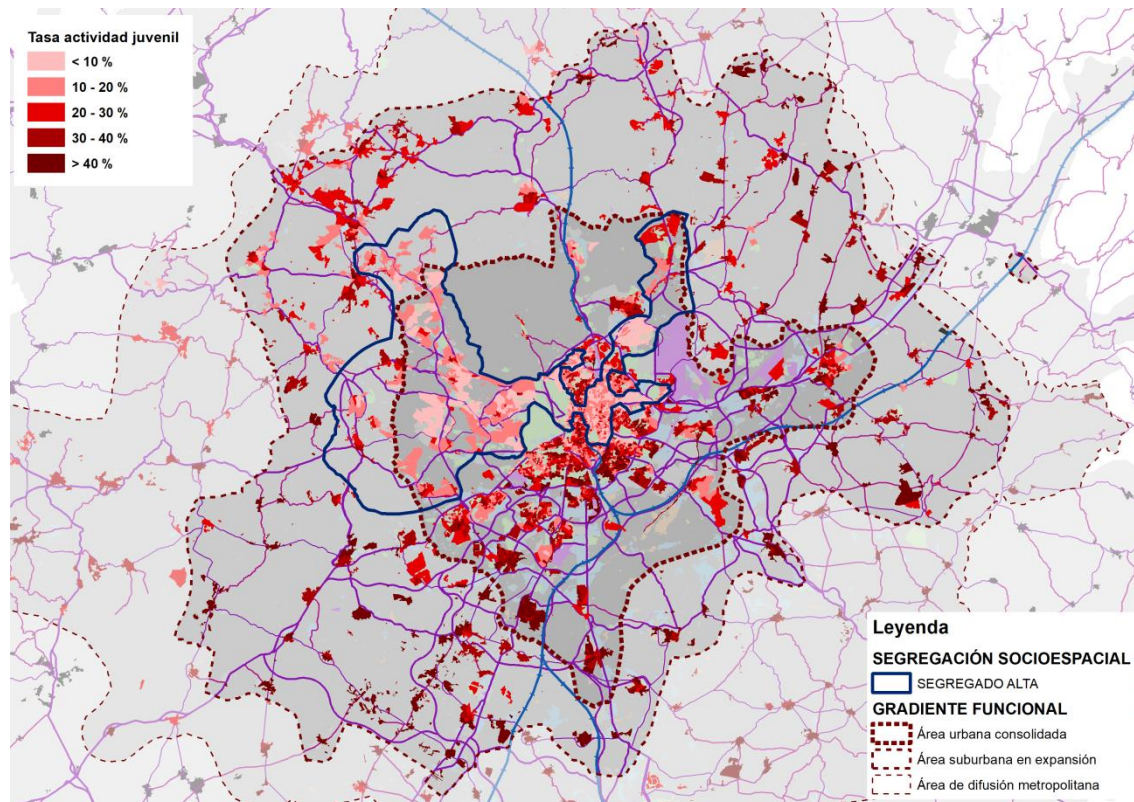 Tasa actividad juvenil
< 10 %
10 - 20 %
20 - 30 %
30 - 40 %
> 40 %
Leyenda
SEGREGACIÓN SOCIOESPACIAL
SEGREGADO ALTA
GRADIENTE FUNCIONAL
Área urbana consolidada
Área suburbana en expansión
Área de difusión metropolitana